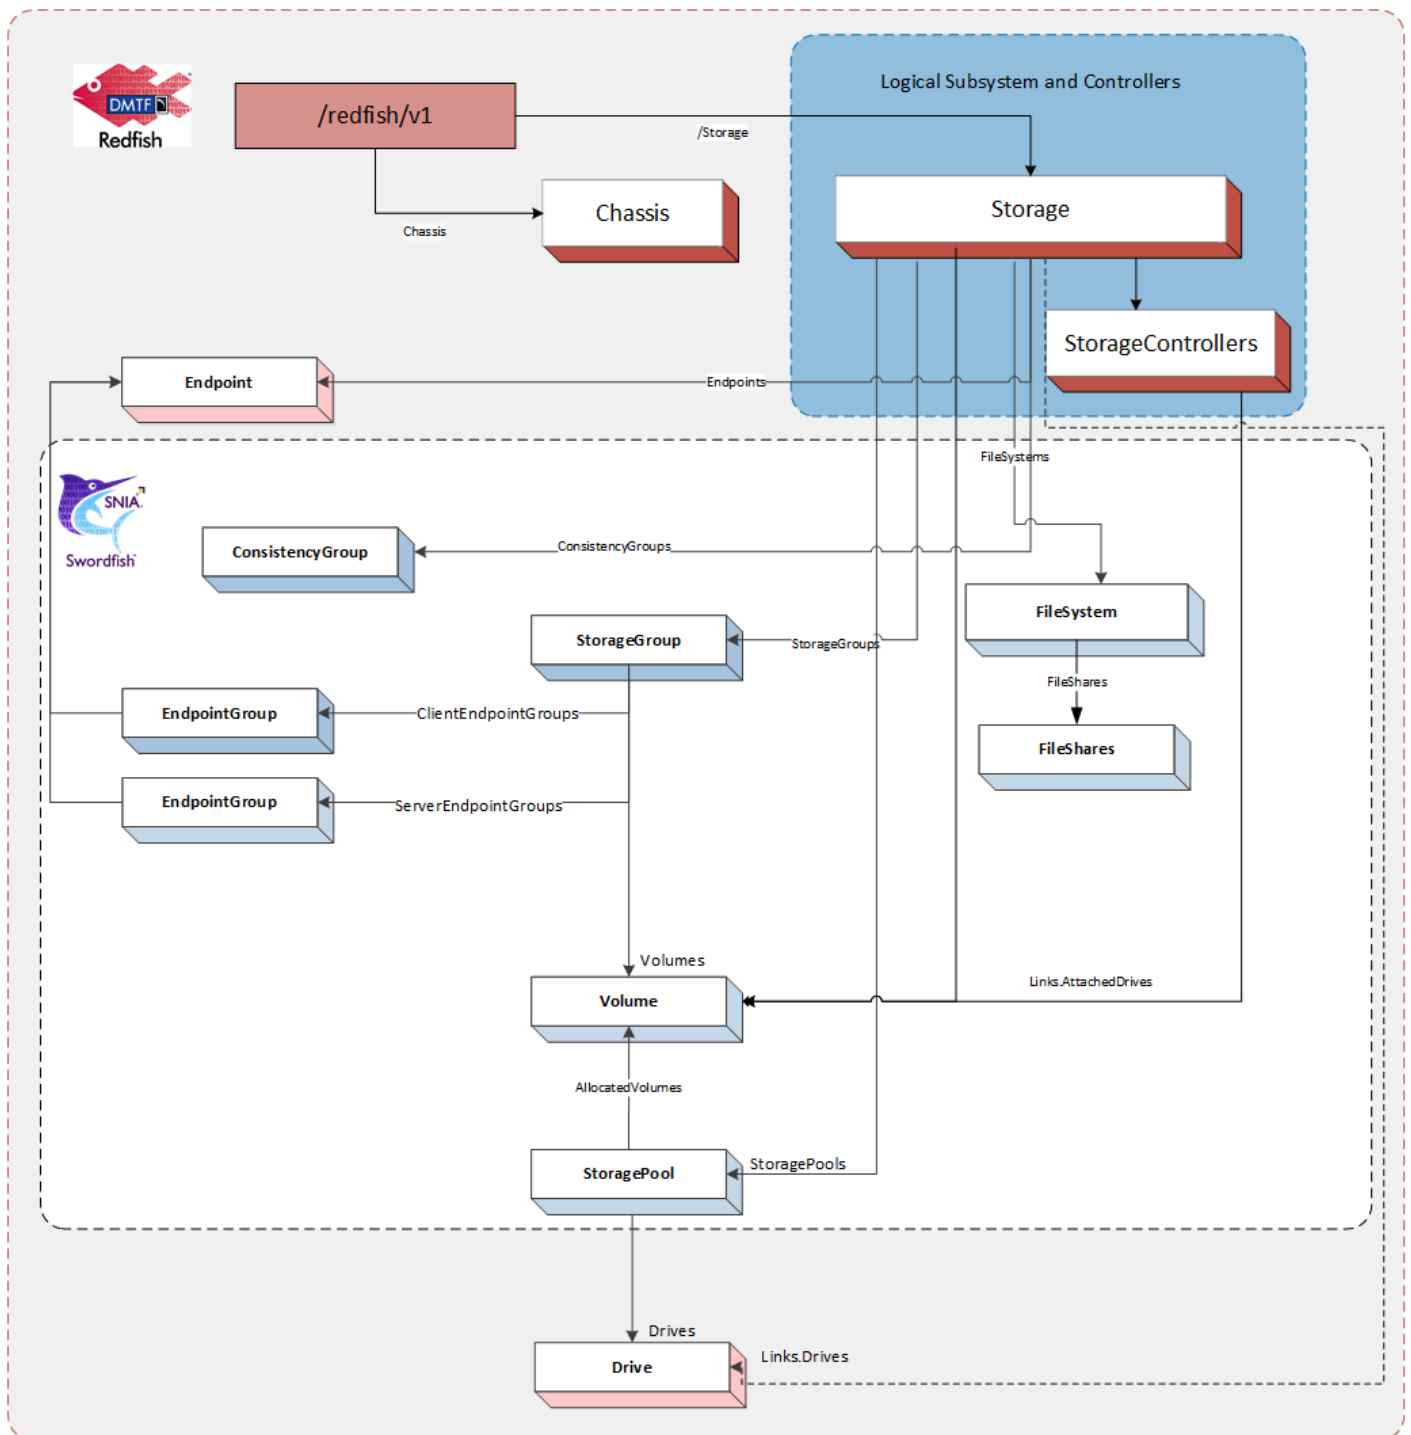 Logical Subsystem and Controllers
DMTF
Redfish
/redfish/v1
/Storage
Storage
Chassis
Chassis
StorageControllers
Endpoint
Endpoints
FileSystems
SNIA
Swordfish
ConsistencyGroup
ConsistencyGroups
FileSystem
StorageGroup
StorageGroups
FileShares
EndpointGroup
ClientEndpointGroups
FileShares
EndpointGroup
ServerEndpointGroups
Volumes
Links.AttachedDrives
Volume
AllocatedVolumes
StoragePool
StoragePools
Drives
Drive
Links.Drives